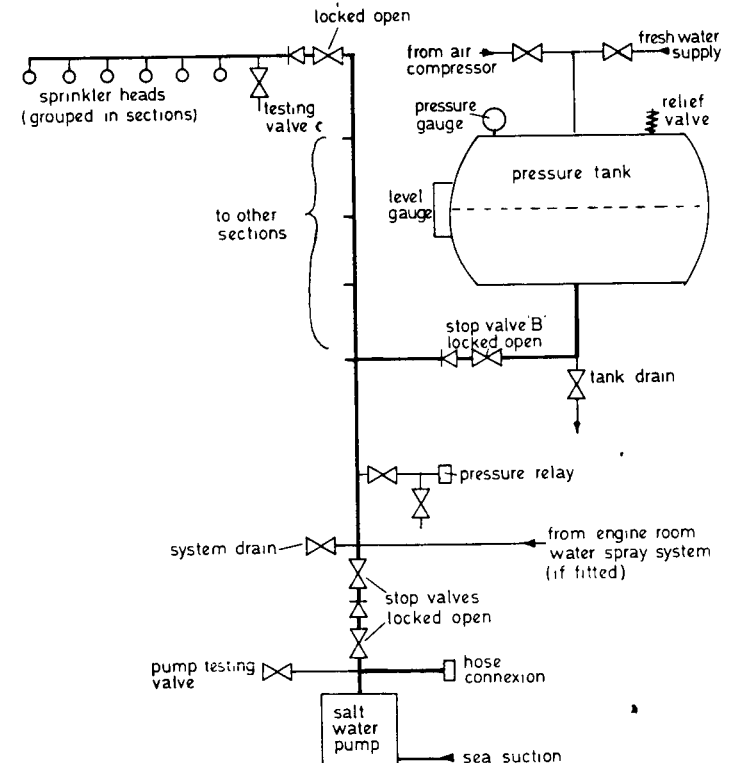 locked open
from air
compressor
fresh water
supply
sprinkler heads
(grouped in sections)
testing
valve c
pressure
gauge
relief
valve
pressure tank
level
gauge
to other
sections
stop valve 'B'
locked open
tank drain
pressure relay
system drain
from engine room
water spray system
(if fitted)
stop valves
locked open
pump testing
valve
hose
connexion
salt
water
pump
sea suction